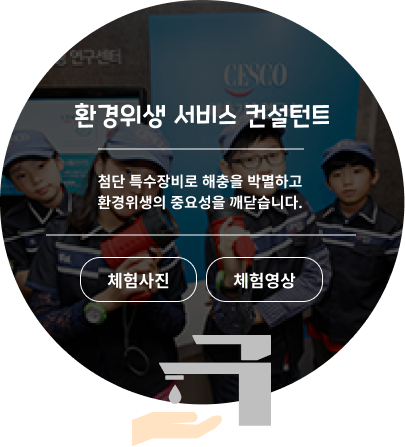 연구센터
CESCO
환경위생 서비스 컨설턴트
첨단 특수장비로 해충을 박멸하고
환경위생의 중요성을 깨닫습니다.
체험사진
체험영상